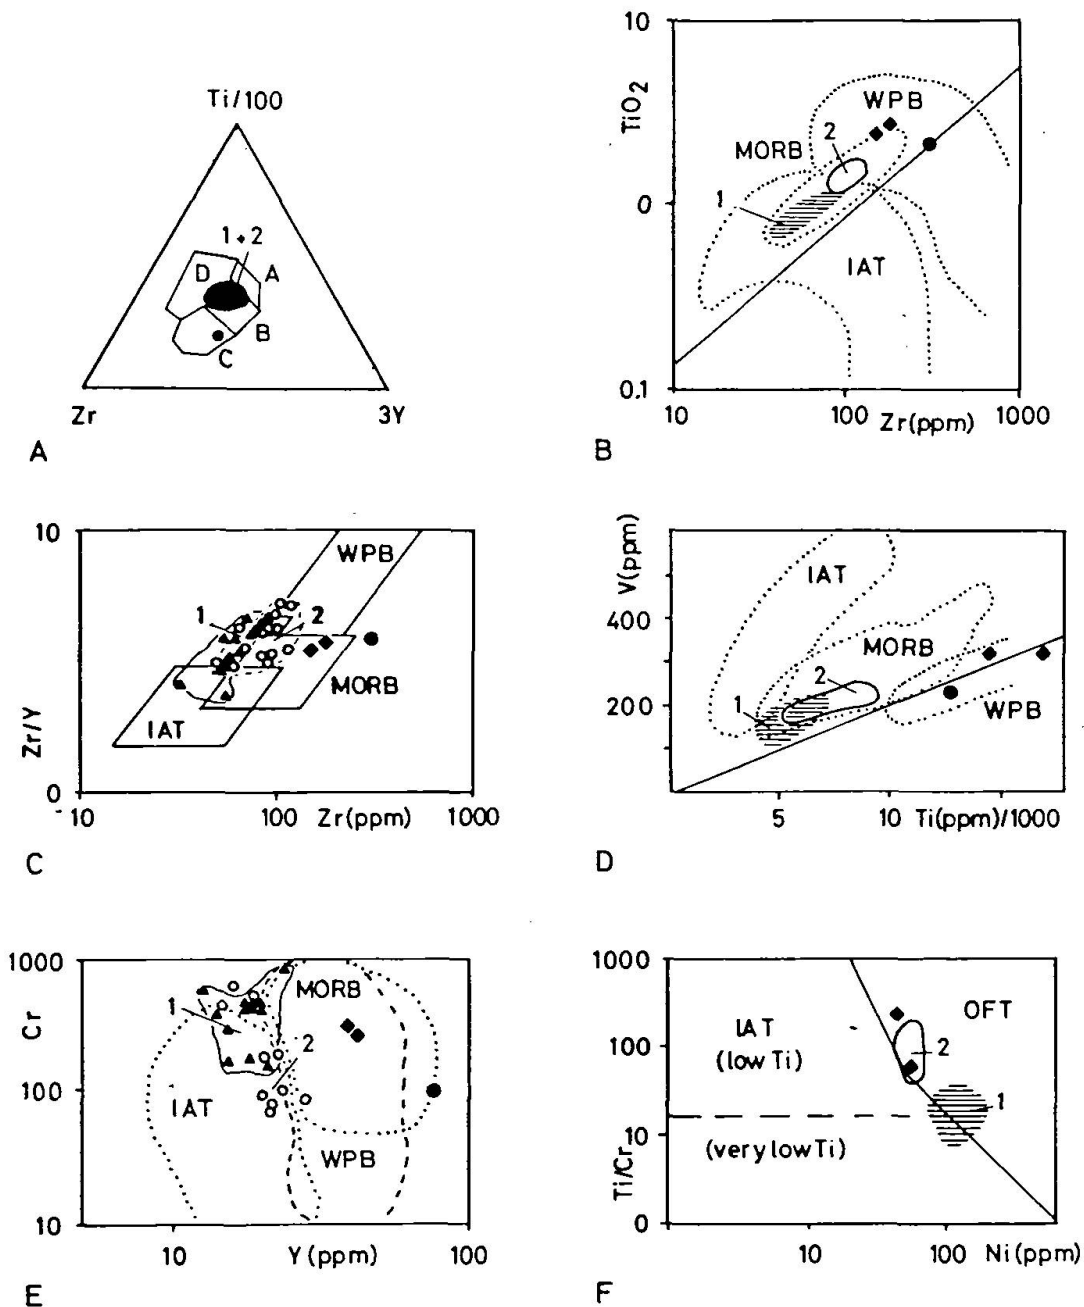 Ti/100
1+2
D
A
B
C
Zr
3Y
A
10
TiO2
WPB
2
MORB
1
0
IAT
0.1
10
100
Zr(ppm)
1000
B
10
WPB
1
2
MORB
Zr/Y
IAT
0
10
100
Zr(ppm)
1000
C
V(ppm)
IAT
400
MORB
2
200
1
WPB
5
10
Ti(ppm)/1000
D
1000
MORB
Cr
1
2
100
IAT
WPB
10
10
Y(ppm)
100
E
1000
OFT
IAT
(low Ti)
100
2
1
10
(very low Ti)
Ti/Cr
0
10
100
Ni(ppm)
F